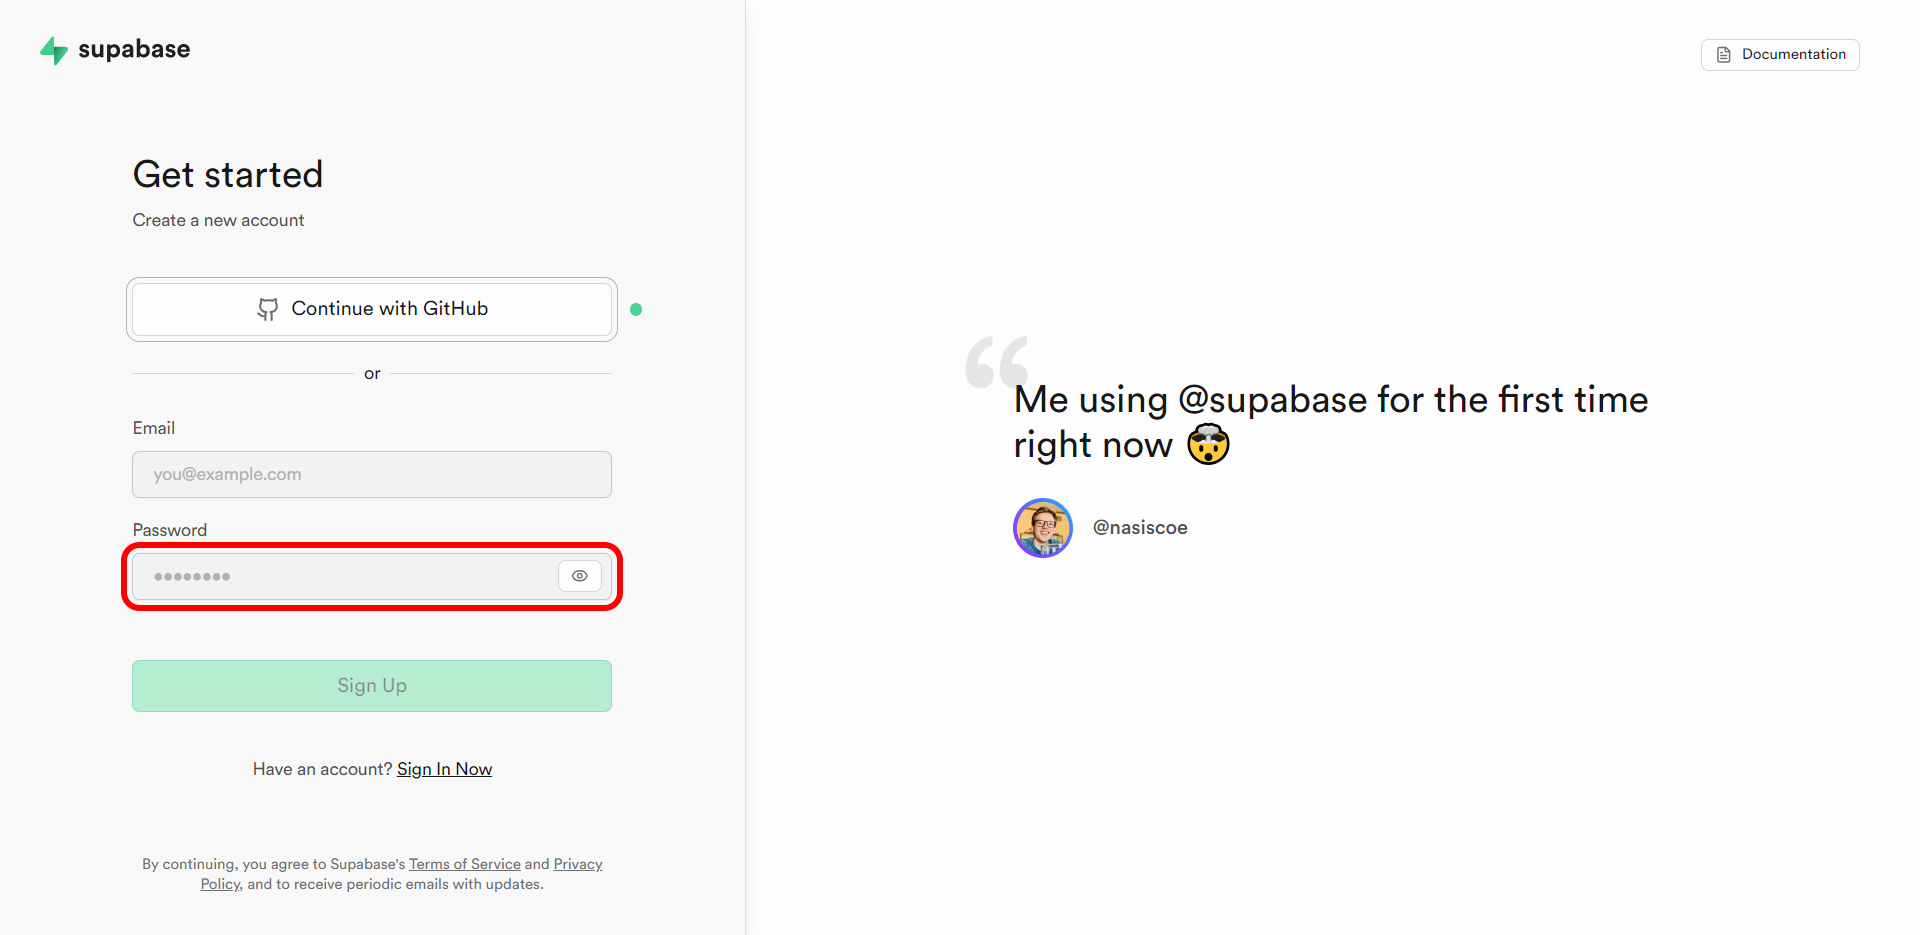 supabase
Documentation
Get started
Create a new account
Continue with GitHub
or
Email
you@example.com
Password
••••••••
Sign Up
Have an account? Sign In Now
By continuing, you agree to Supabase's Terms of Service and Privacy
Policy, and to receive periodic emails with updates.
“
Me using @supabase for the first time
right now 🤯
@nasiscoe